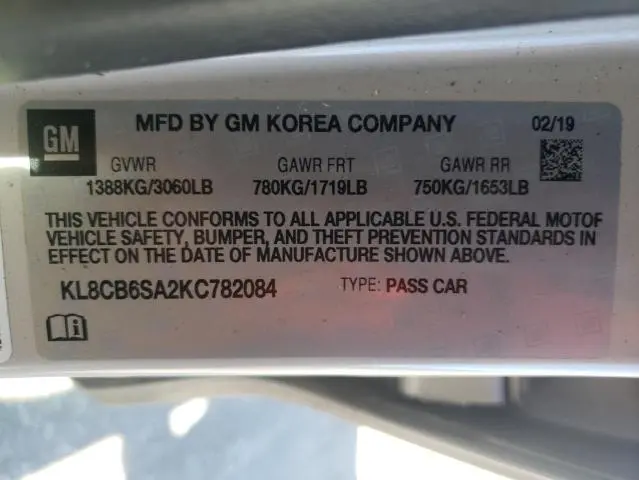 GM
MFD BY GM KOREA COMPANY 02/19
GVWR GAWR FRT GAWR RR
1388KG/3060LB 780KG/1719LB 750KG/1653LB
THIS VEHICLE CONFORMS TO ALL APPLICABLE U.S. FEDERAL MOTOF
VEHICLE SAFETY, BUMPER, AND THEFT PREVENTION STANDARDS IN
EFFECT ON THE DATE OF MANUFACTURE SHOWN ABOVE.
KL8CB6SA2KC782084 TYPE: PASS CAR